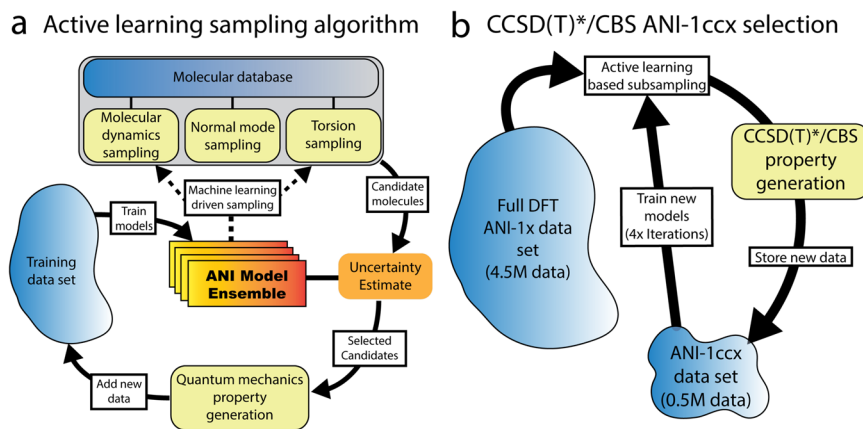 a Active learning sampling algorithm
Molecular database
Molecular
dynamics
sampling
Normal mode
sampling
Torsion
sampling
Machine learning
driven sampling
Candidate
molecules
Train
models
Training
data set
ANI Model
Ensemble
Uncertainty
Estimate
Selected
Candidates
Add new
data
Quantum mechanics
property
generation
b CCSD(T)*/CBS ANI-1ccx selection
Active learning
based subsampling
CCSD(T)*/CBS
property
generation
Full DFT
ANI-1x data
set
(4.5M data)
Train new
models
(4x Iterations)
Store new data
ANI-1ccx
data set
(0.5M data)